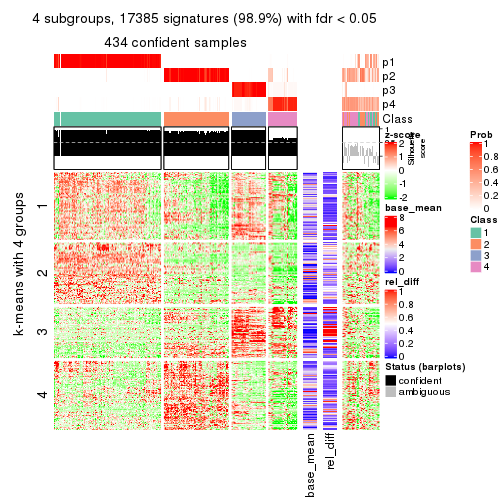 4 subgroups, 17385 signatures (98.9%) with fdr < 0.05
434 confident samples
p1
p2
p3
p4
Class
1
Silhouette
score
k-means with 4 groups
1
2
3
4
base_mean
rel_diff
z-score
2
1
0
-1
-2
base_mean
8
6
4
2
0
rel_diff
1
0.8
0.6
0.4
0.2
0
Status (barplots)
confident
ambiguous
Prob
1
0.8
0.6
0.4
0.2
0
Class
1
2
3
4